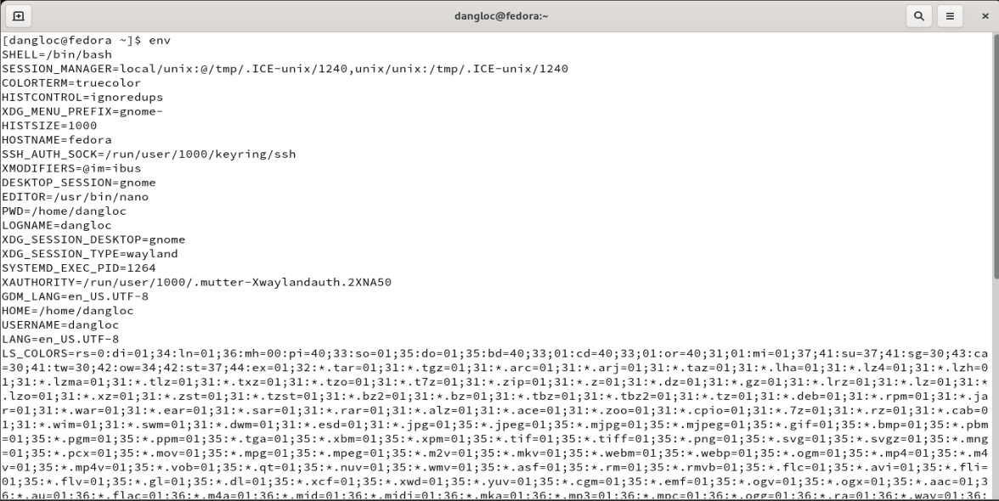 dangloc@fedora:~
[dangloc@fedora ~]$ env
SHELL=/bin/bash
SESSION_MANAGER=local/unix:@/tmp/.ICE-unix/1240,unix/unix:/tmp/.ICE-unix/1240
COLORTERM=truecolor
HISTCONTROL=ignoredups
XDG_MENU_PREFIX=gnome-
HISTSIZE=1000
HOSTNAME=fedora
SSH_AUTH_SOCK=/run/user/1000/keyring/ssh
XMODIFIERS=@im=ibus
DESKTOP_SESSION=gnome
EDITOR=/usr/bin/nano
PWD=/home/dangloc
LOGNAME=dangloc
XDG_SESSION_DESKTOP=gnome
XDG_SESSION_TYPE=wayland
SYSTEMD_EXEC_PID=1264
XAUTHORITY=/run/user/1000/.mutter-Xwaylandauth.2XNA50
GDM_LANG=en_US.UTF-8
HOME=/home/dangloc
USERNAME=dangloc
LANG=en_US.UTF-8
LS_COLORS=rs=0:di=01;34:ln=01;36:mh=00:pi=40;33:so=01;35:do=01;35:bd=40;33;01:cd=40;33;01:or=40;31;01:mi=01;37;41:su=37;41:sg=30;43:ca
=30;41:tw=30;42:ow=34;42:st=37;44:ex=01;32:*.tar=01;31:*.tgz=01;31:*.arc=01;31:*.arj=01;31:*.taz=01;31:*.lha=01;31:*.lz4=01;31:*.lzh=0
1;31:*.lzma=01;31:*.tlz=01;31:*.txz=01;31:*.tzo=01;31:*.t7z=01;31:*.zip=01;31:*.z=01;31:*.dz=01;31:*.gz=01;31:*.lrz=01;31:*.lz=01;31:*
.lzo=01;31:*.xz=01;31:*.zst=01;31:*.tzst=01;31:*.bz2=01;31:*.bz=01;31:*.tbz=01;31:*.tbz2=01;31:*.tz=01;31:*.deb=01;31:*.rpm=01;31:*.ja
r=01;31:*.war=01;31:*.ear=01;31:*.sar=01;31:*.rar=01;31:*.alz=01;31:*.ace=01;31:*.zoo=01;31:*.cpio=01;31:*.7z=01;31:*.rz=01;31:*.cab=0
1;31:*.wim=01;31:*.swm=01;31:*.dwm=01;31:*.esd=01;31:*.jpg=01;35:*.jpeg=01;35:*.mjpg=01;35:*.mjpeg=01;35:*.gif=01;35:*.bmp=01;35:*.pbm
=01;35:*.pgm=01;35:*.ppm=01;35:*.tga=01;35:*.xbm=01;35:*.xpm=01;35:*.tif=01;35:*.tiff=01;35:*.png=01;35:*.svg=01;35:*.svgz=01;35:*.mng
=01;35:*.pcx=01;35:*.mov=01;35:*.mpg=01;35:*.mpeg=01;35:*.m2v=01;35:*.mkv=01;35:*.webm=01;35:*.webp=01;35:*.ogm=01;35:*.mp4=01;35:*.m4
v=01;35:*.mp4v=01;35:*.vob=01;35:*.qt=01;35:*.nuv=01;35:*.wmv=01;35:*.asf=01;35:*.rm=01;35:*.rmvb=01;35:*.flc=01;35:*.avi=01;35:*.fli=
01;35:*.flv=01;35:*.gl=01;35:*.dl=01;35:*.xcf=01;35:*.xwd=01;35:*.yuv=01;35:*.cgm=01;35:*.emf=01;35:*.ogv=01;35:*.ogx=01;35:*.aac=01;3
6:*.au=01;36:*.flac=01;36:*.m4a=01;36:*.mid=01;36:*.midi=01;36:*.mka=01;36:*.mp3=01;36:*.mpc=01;36:*.ogg=01;36:*.ra=01;36:*.wav=01;36: